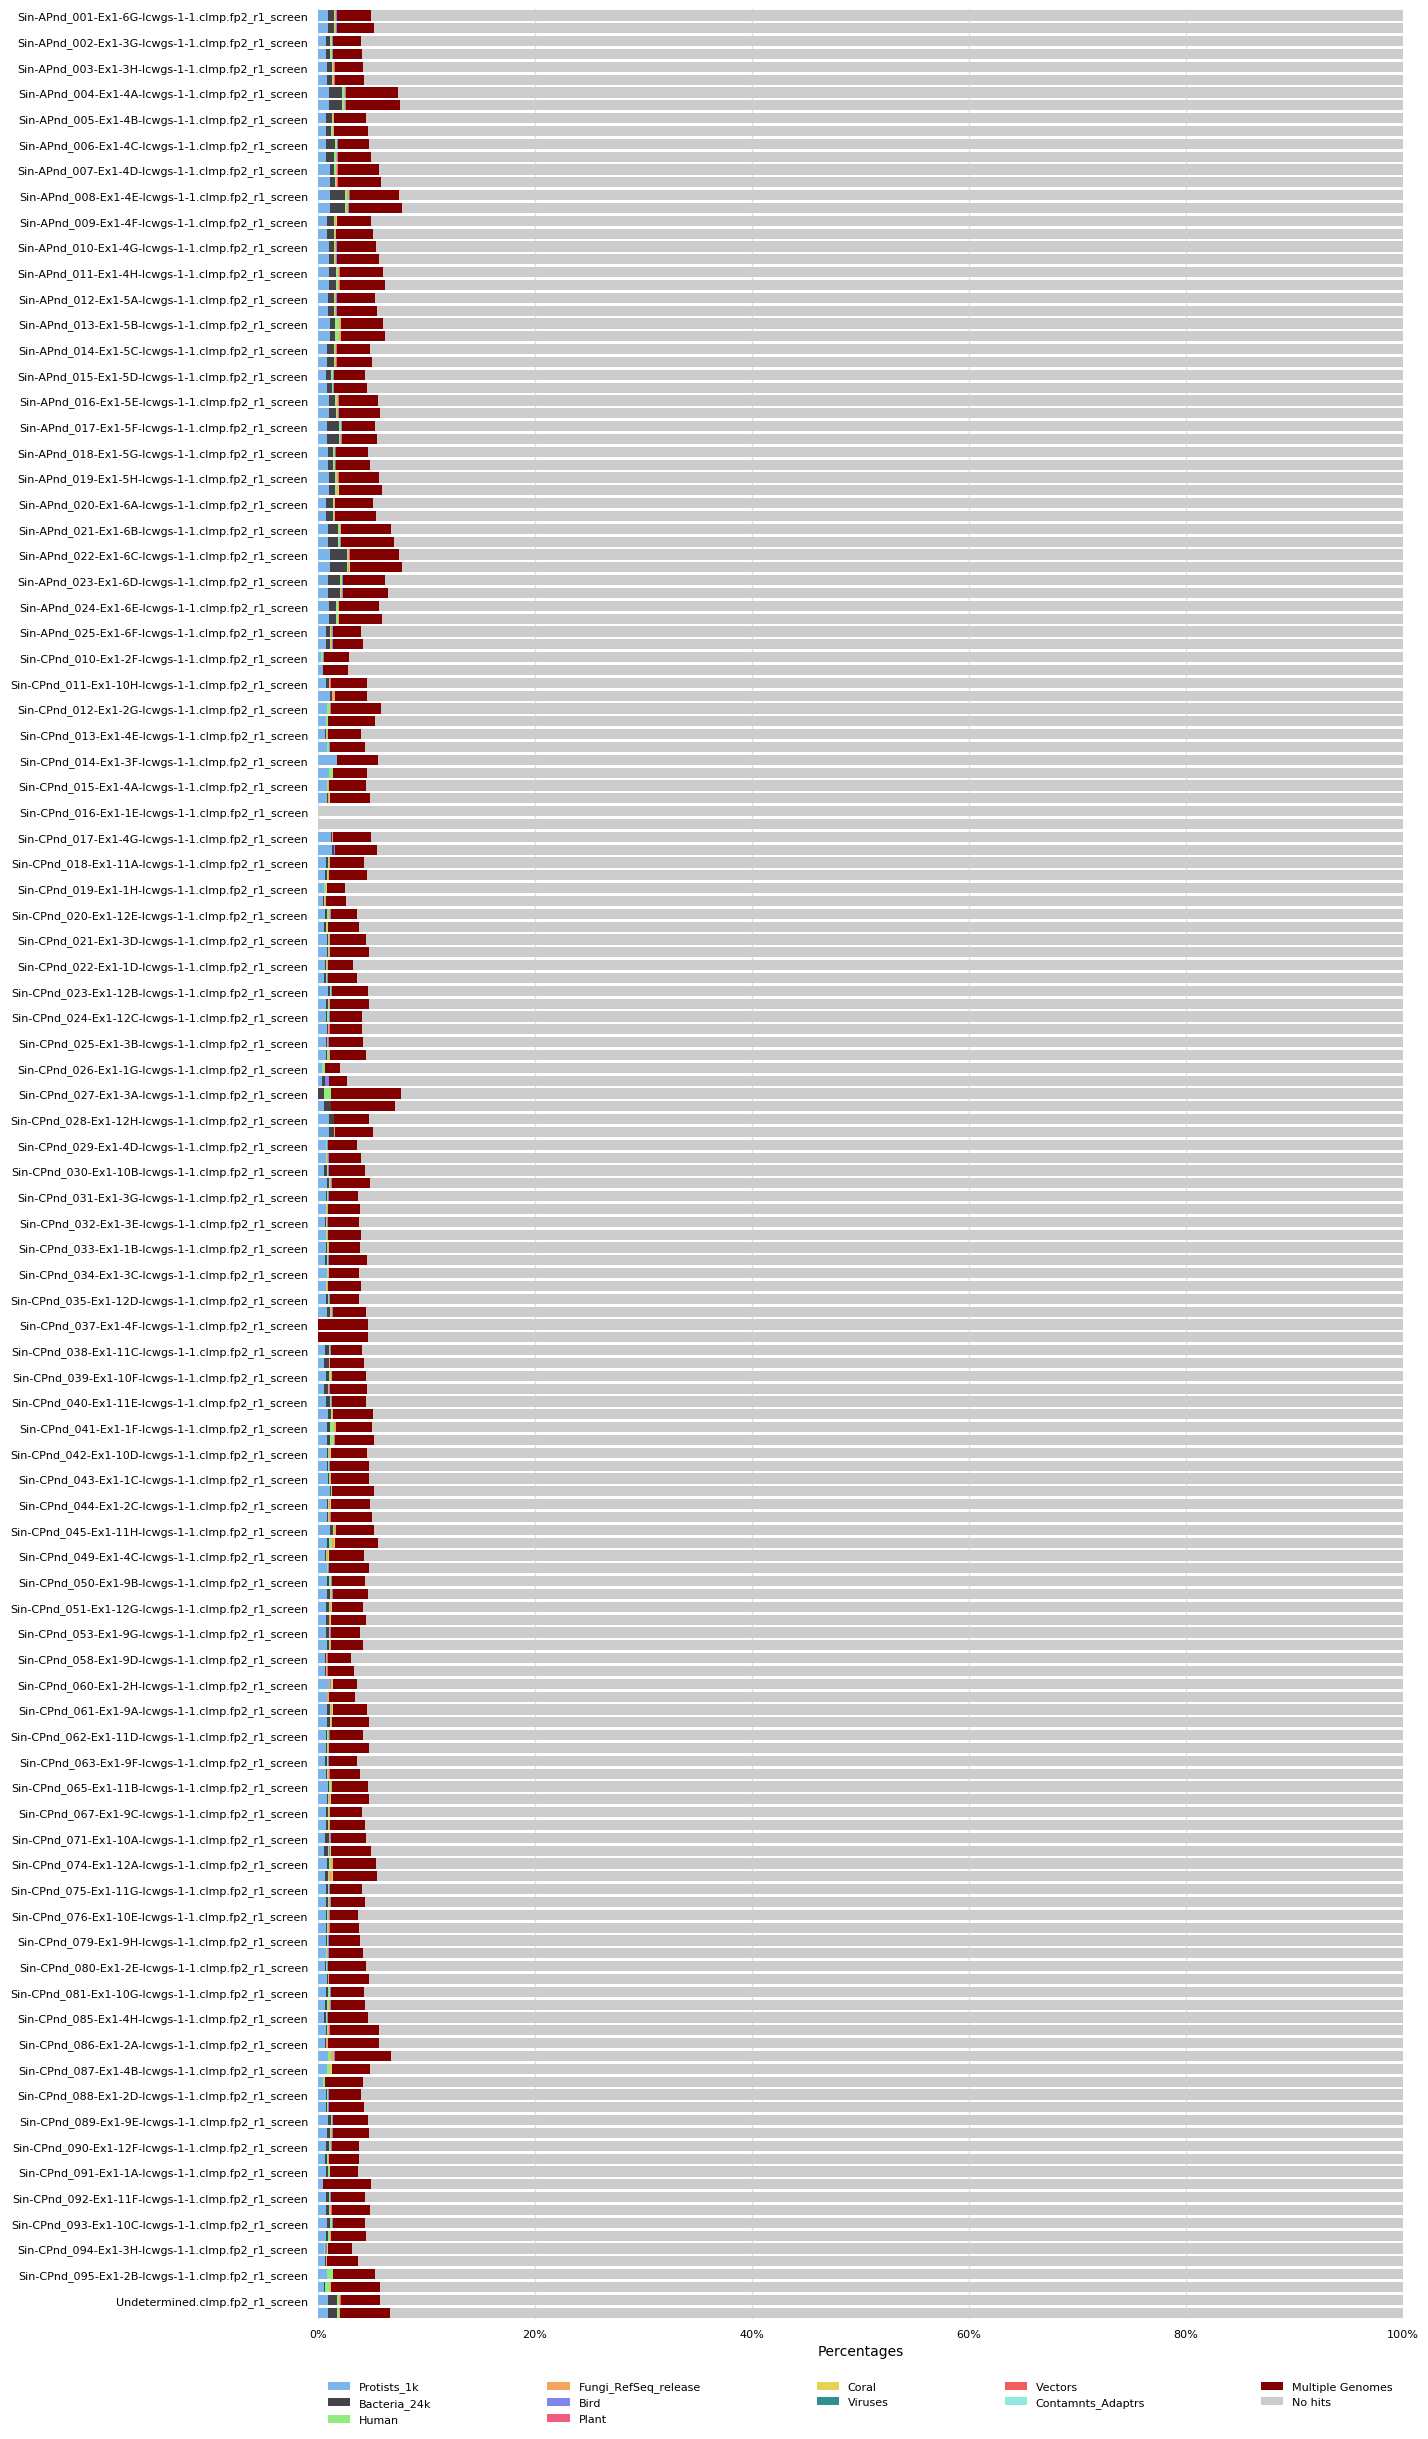 Sin-APnd_001-Ex1-6G-lcwgs-1-1.clmp.fp2_r1_screen
Sin-APnd_002-Ex1-3G-lcwgs-1-1.clmp.fp2_r1_screen
Sin-APnd_003-Ex1-3H-lcwgs-1-1.clmp.fp2_r1_screen
Sin-APnd_004-Ex1-4A-lcwgs-1-1.clmp.fp2_r1_screen
Sin-APnd_005-Ex1-4B-lcwgs-1-1.clmp.fp2_r1_screen
Sin-APnd_006-Ex1-4C-lcwgs-1-1.clmp.fp2_r1_screen
Sin-APnd_007-Ex1-4D-lcwgs-1-1.clmp.fp2_r1_screen
Sin-APnd_008-Ex1-4E-lcwgs-1-1.clmp.fp2_r1_screen
Sin-APnd_009-Ex1-4F-lcwgs-1-1.clmp.fp2_r1_screen
Sin-APnd_010-Ex1-4G-lcwgs-1-1.clmp.fp2_r1_screen
Sin-APnd_011-Ex1-4H-lcwgs-1-1.clmp.fp2_r1_screen
Sin-APnd_012-Ex1-5A-lcwgs-1-1.clmp.fp2_r1_screen
Sin-APnd_013-Ex1-5B-lcwgs-1-1.clmp.fp2_r1_screen
Sin-APnd_014-Ex1-5C-lcwgs-1-1.clmp.fp2_r1_screen
Sin-APnd_015-Ex1-5D-lcwgs-1-1.clmp.fp2_r1_screen
Sin-APnd_016-Ex1-5E-lcwgs-1-1.clmp.fp2_r1_screen
Sin-APnd_017-Ex1-5F-lcwgs-1-1.clmp.fp2_r1_screen
Sin-APnd_018-Ex1-5G-lcwgs-1-1.clmp.fp2_r1_screen
Sin-APnd_019-Ex1-5H-lcwgs-1-1.clmp.fp2_r1_screen
Sin-APnd_020-Ex1-6A-lcwgs-1-1.clmp.fp2_r1_screen
Sin-APnd_021-Ex1-6B-lcwgs-1-1.clmp.fp2_r1_screen
Sin-APnd_022-Ex1-6C-lcwgs-1-1.clmp.fp2_r1_screen
Sin-APnd_023-Ex1-6D-lcwgs-1-1.clmp.fp2_r1_screen
Sin-APnd_024-Ex1-6E-lcwgs-1-1.clmp.fp2_r1_screen
Sin-APnd_025-Ex1-6F-lcwgs-1-1.clmp.fp2_r1_screen
Sin-CPnd_010-Ex1-2F-lcwgs-1-1.clmp.fp2_r1_screen
Sin-CPnd_011-Ex1-10H-lcwgs-1-1.clmp.fp2_r1_screen
Sin-CPnd_012-Ex1-2G-lcwgs-1-1.clmp.fp2_r1_screen
Sin-CPnd_013-Ex1-4E-lcwgs-1-1.clmp.fp2_r1_screen
Sin-CPnd_014-Ex1-3F-lcwgs-1-1.clmp.fp2_r1_screen
Sin-CPnd_015-Ex1-4A-lcwgs-1-1.clmp.fp2_r1_screen
Sin-CPnd_016-Ex1-1E-lcwgs-1-1.clmp.fp2_r1_screen
Sin-CPnd_017-Ex1-4G-lcwgs-1-1.clmp.fp2_r1_screen
Sin-CPnd_018-Ex1-11A-lcwgs-1-1.clmp.fp2_r1_screen
Sin-CPnd_019-Ex1-1H-lcwgs-1-1.clmp.fp2_r1_screen
Sin-CPnd_020-Ex1-12E-lcwgs-1-1.clmp.fp2_r1_screen
Sin-CPnd_021-Ex1-3D-lcwgs-1-1.clmp.fp2_r1_screen
Sin-CPnd_022-Ex1-1D-lcwgs-1-1.clmp.fp2_r1_screen
Sin-CPnd_023-Ex1-12B-lcwgs-1-1.clmp.fp2_r1_screen
Sin-CPnd_024-Ex1-12C-lcwgs-1-1.clmp.fp2_r1_screen
Sin-CPnd_025-Ex1-3B-lcwgs-1-1.clmp.fp2_r1_screen
Sin-CPnd_026-Ex1-1G-lcwgs-1-1.clmp.fp2_r1_screen
Sin-CPnd_027-Ex1-3A-lcwgs-1-1.clmp.fp2_r1_screen
Sin-CPnd_028-Ex1-12H-lcwgs-1-1.clmp.fp2_r1_screen
Sin-CPnd_029-Ex1-4D-lcwgs-1-1.clmp.fp2_r1_screen
Sin-CPnd_030-Ex1-10B-lcwgs-1-1.clmp.fp2_r1_screen
Sin-CPnd_031-Ex1-3G-lcwgs-1-1.clmp.fp2_r1_screen
Sin-CPnd_032-Ex1-3E-lcwgs-1-1.clmp.fp2_r1_screen
Sin-CPnd_033-Ex1-1B-lcwgs-1-1.clmp.fp2_r1_screen
Sin-CPnd_034-Ex1-3C-lcwgs-1-1.clmp.fp2_r1_screen
Sin-CPnd_035-Ex1-12D-lcwgs-1-1.clmp.fp2_r1_screen
Sin-CPnd_037-Ex1-4F-lcwgs-1-1.clmp.fp2_r1_screen
Sin-CPnd_038-Ex1-11C-lcwgs-1-1.clmp.fp2_r1_screen
Sin-CPnd_039-Ex1-10F-lcwgs-1-1.clmp.fp2_r1_screen
Sin-CPnd_040-Ex1-11E-lcwgs-1-1.clmp.fp2_r1_screen
Sin-CPnd_041-Ex1-1F-lcwgs-1-1.clmp.fp2_r1_screen
Sin-CPnd_042-Ex1-10D-lcwgs-1-1.clmp.fp2_r1_screen
Sin-CPnd_043-Ex1-1C-lcwgs-1-1.clmp.fp2_r1_screen
Sin-CPnd_044-Ex1-2C-lcwgs-1-1.clmp.fp2_r1_screen
Sin-CPnd_045-Ex1-11H-lcwgs-1-1.clmp.fp2_r1_screen
Sin-CPnd_049-Ex1-4C-lcwgs-1-1.clmp.fp2_r1_screen
Sin-CPnd_050-Ex1-9B-lcwgs-1-1.clmp.fp2_r1_screen
Sin-CPnd_051-Ex1-12G-lcwgs-1-1.clmp.fp2_r1_screen
Sin-CPnd_053-Ex1-9G-lcwgs-1-1.clmp.fp2_r1_screen
Sin-CPnd_058-Ex1-9D-lcwgs-1-1.clmp.fp2_r1_screen
Sin-CPnd_060-Ex1-2H-lcwgs-1-1.clmp.fp2_r1_screen
Sin-CPnd_061-Ex1-9A-lcwgs-1-1.clmp.fp2_r1_screen
Sin-CPnd_062-Ex1-11D-lcwgs-1-1.clmp.fp2_r1_screen
Sin-CPnd_063-Ex1-9F-lcwgs-1-1.clmp.fp2_r1_screen
Sin-CPnd_065-Ex1-11B-lcwgs-1-1.clmp.fp2_r1_screen
Sin-CPnd_067-Ex1-9C-lcwgs-1-1.clmp.fp2_r1_screen
Sin-CPnd_071-Ex1-10A-lcwgs-1-1.clmp.fp2_r1_screen
Sin-CPnd_074-Ex1-12A-lcwgs-1-1.clmp.fp2_r1_screen
Sin-CPnd_075-Ex1-11G-lcwgs-1-1.clmp.fp2_r1_screen
Sin-CPnd_076-Ex1-10E-lcwgs-1-1.clmp.fp2_r1_screen
Sin-CPnd_079-Ex1-9H-lcwgs-1-1.clmp.fp2_r1_screen
Sin-CPnd_080-Ex1-2E-lcwgs-1-1.clmp.fp2_r1_screen
Sin-CPnd_081-Ex1-10G-lcwgs-1-1.clmp.fp2_r1_screen
Sin-CPnd_085-Ex1-4H-lcwgs-1-1.clmp.fp2_r1_screen
Sin-CPnd_086-Ex1-2A-lcwgs-1-1.clmp.fp2_r1_screen
Sin-CPnd_087-Ex1-4B-lcwgs-1-1.clmp.fp2_r1_screen
Sin-CPnd_088-Ex1-2D-lcwgs-1-1.clmp.fp2_r1_screen
Sin-CPnd_089-Ex1-9E-lcwgs-1-1.clmp.fp2_r1_screen
Sin-CPnd_090-Ex1-12F-lcwgs-1-1.clmp.fp2_r1_screen
Sin-CPnd_091-Ex1-1A-lcwgs-1-1.clmp.fp2_r1_screen
Sin-CPnd_092-Ex1-11F-lcwgs-1-1.clmp.fp2_r1_screen
Sin-CPnd_093-Ex1-10C-lcwgs-1-1.clmp.fp2_r1_screen
Sin-CPnd_094-Ex1-3H-lcwgs-1-1.clmp.fp2_r1_screen
Sin-CPnd_095-Ex1-2B-lcwgs-1-1.clmp.fp2_r1_screen
Undetermined.clmp.fp2_r1_screen
0% 20% 40% 60% 80% 100%
Percentages
Protists_1k Fungi_RefSeq_release Coral Vectors Multiple Genomes
Bacteria_24k Bird Viruses Contamnts_Adaptrs No hits
Human Plant